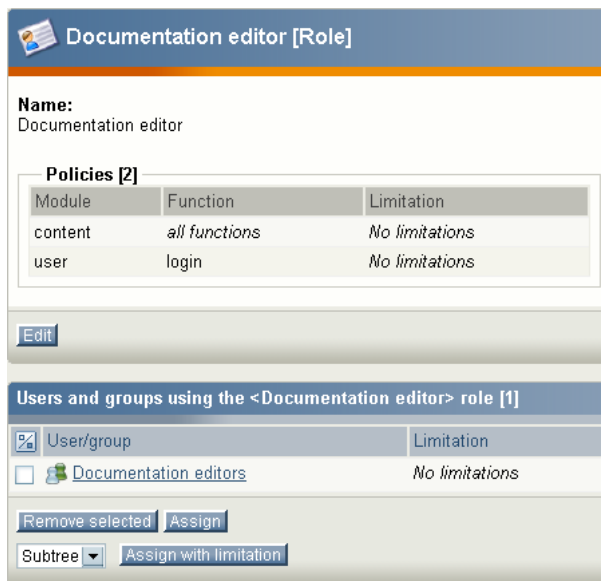 Documentation editor [Role]
Name:
Documentation editor
Policies [2]
Module Function Limitation
content all functions No limitations
user login No limitations
Edit
Users and groups using the <Documentation editor> role [1]
User/group Limitation
Documentation editors No limitations
Remove selected Assign
Subtree Assign with limitation